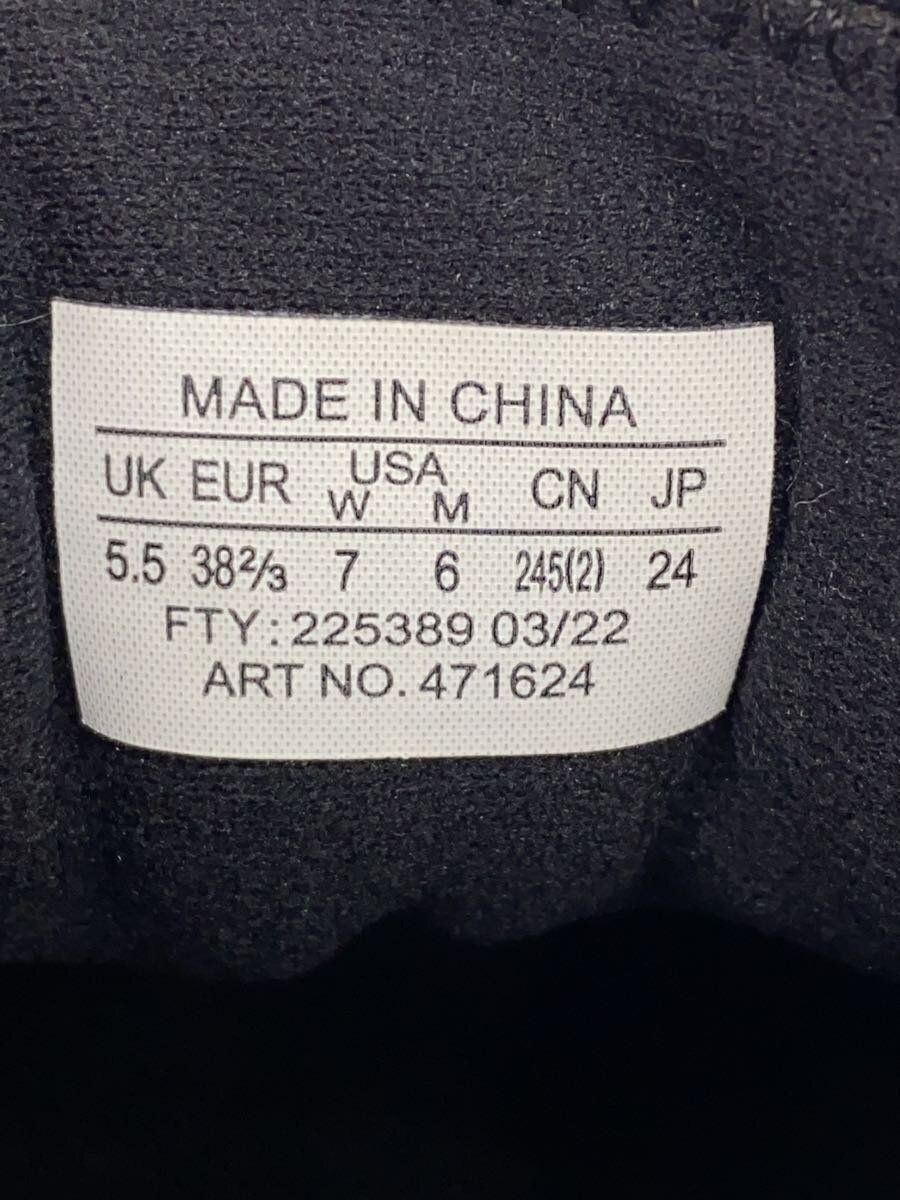 MADE IN CHINA
UK EUR USA W M CN JP
5.5 38⅔ 7 6 245(2) 24
FTY: 225389 03/22
ART NO. 471624